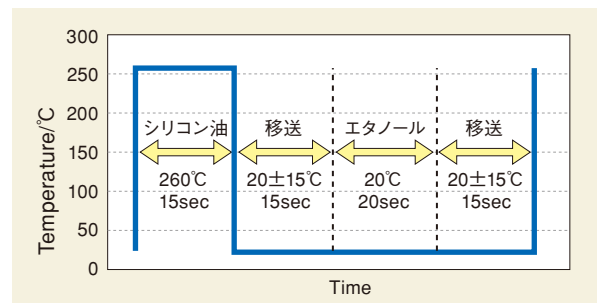 Temperature/℃
300
250
200
150
100
50
0
シリコン油
260℃
15sec
移送
20±15℃
15sec
エタノール
20℃
20sec
移送
20±15℃
15sec
Time